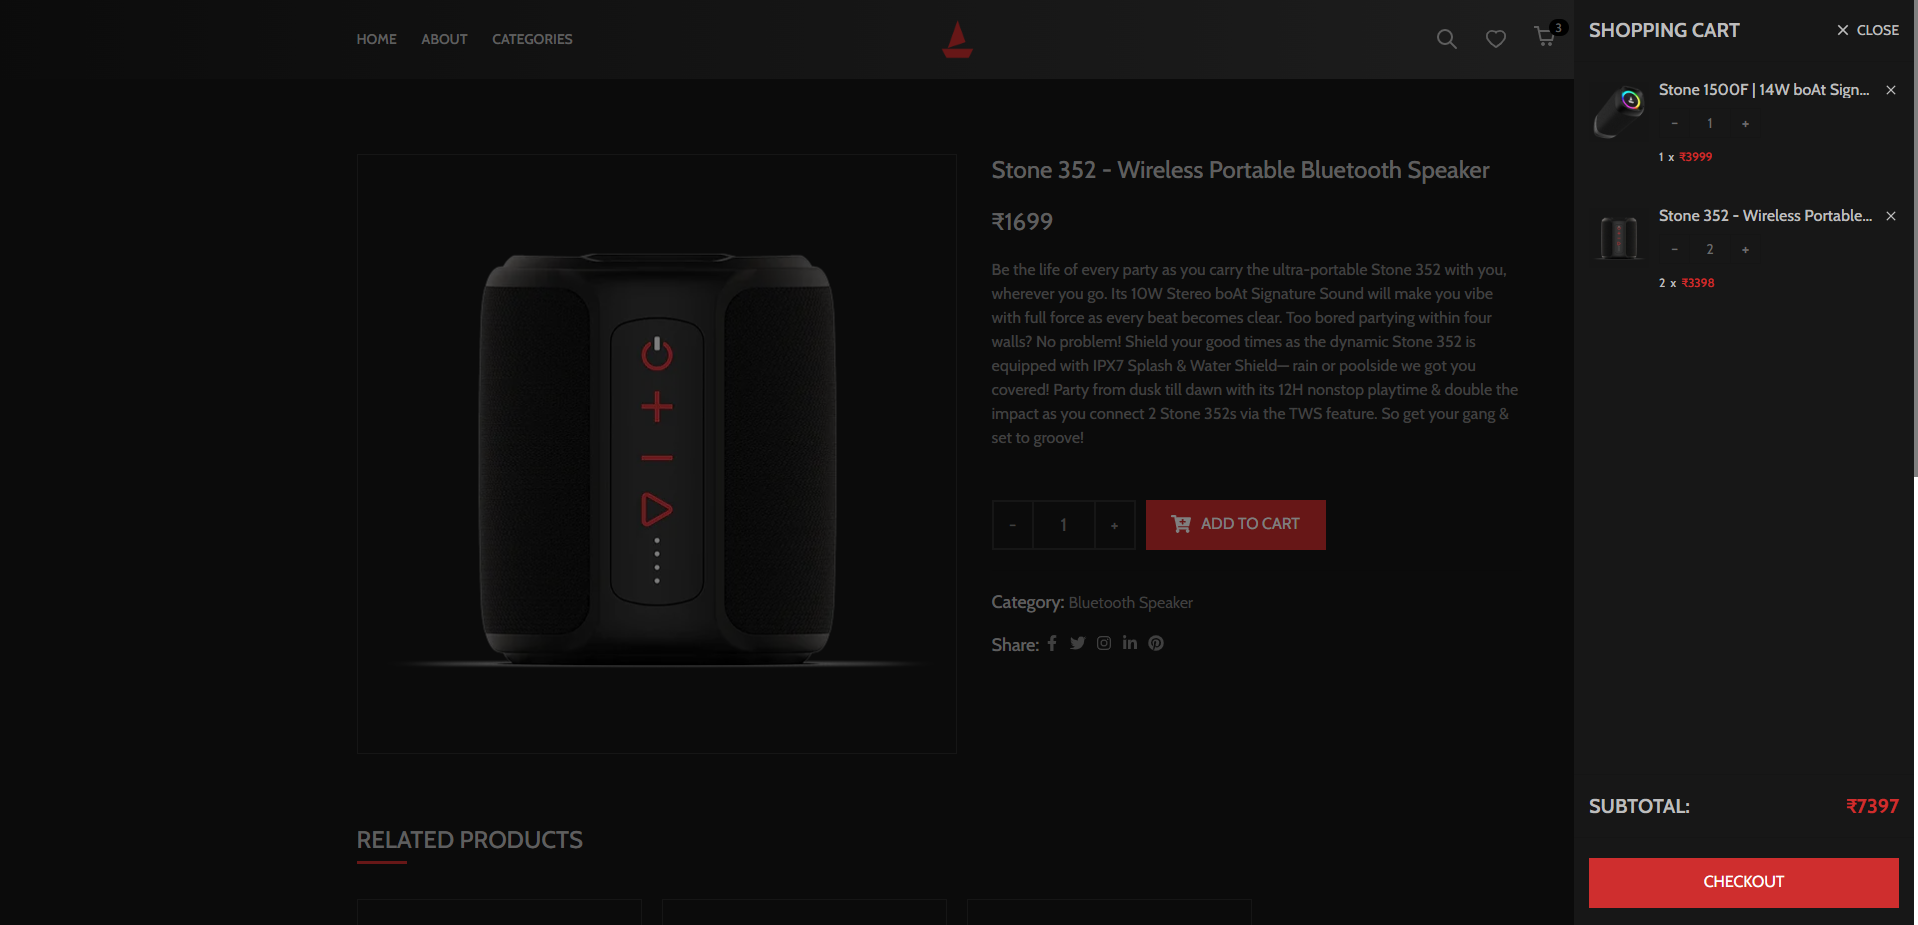 HOME ABOUT CATEGORIES
3
Stone 352 - Wireless Portable Bluetooth Speaker
₹1699
Be the life of every party as you carry the ultra-portable Stone 352 with you,
wherever you go. Its 10W Stereo boAt Signature Sound will make you vibe
with full force as every beat becomes clear. Too bored partying within four
walls? No problem! Shield your good times as the dynamic Stone 352 is
equipped with IPX7 Splash & Water Shield— rain or poolside we got you
covered! Party from dusk till dawn with its 12H nonstop playtime & double the
impact as you connect 2 Stone 352s via the TWS feature. So get your gang &
set to groove!
- 1 + ADD TO CART
Category: Bluetooth Speaker
Share:
RELATED PRODUCTS
SHOPPING CART × CLOSE
Stone 1500F | 14W boAt Sign... ×
- 1 +
1 x ₹3999
Stone 352 - Wireless Portable... ×
- 2 +
2 x ₹3398
SUBTOTAL: ₹7397
CHECKOUT